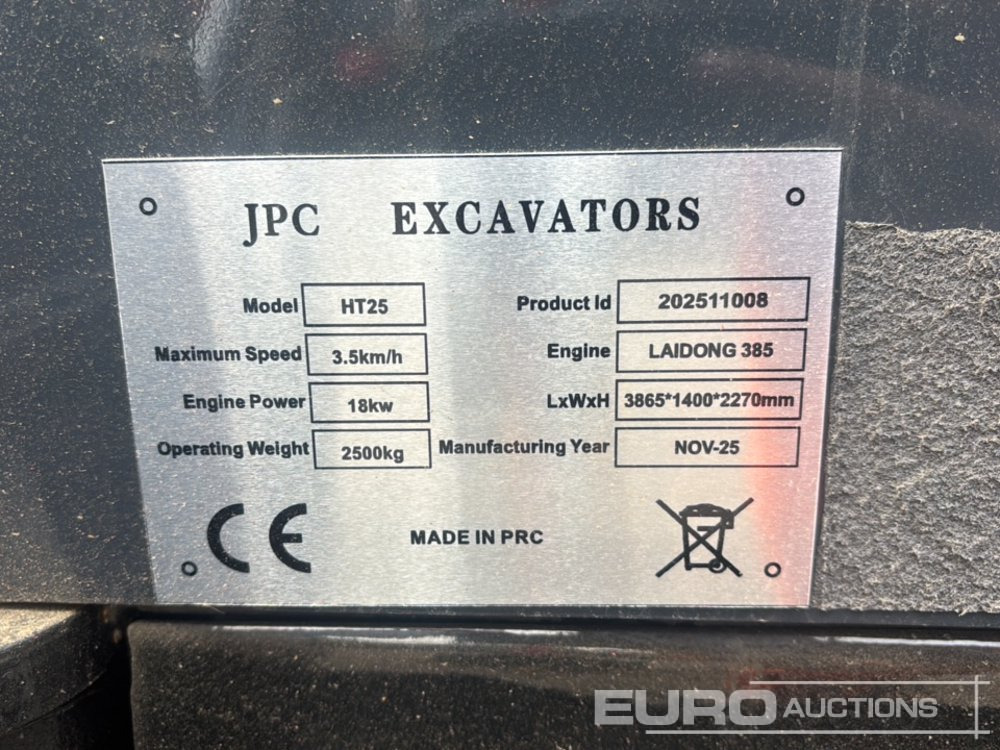 JPC EXCAVATORS
Model HT25 Product Id 202511008
Maximum Speed 3.5km/h Engine LAIDONG 385
Engine Power 18kw LxWxH 3865*1400*2270mm
Operating Weight 2500kg Manufacturing Year NOV-25
CE MADE IN PRC
EURO AUCTIONS